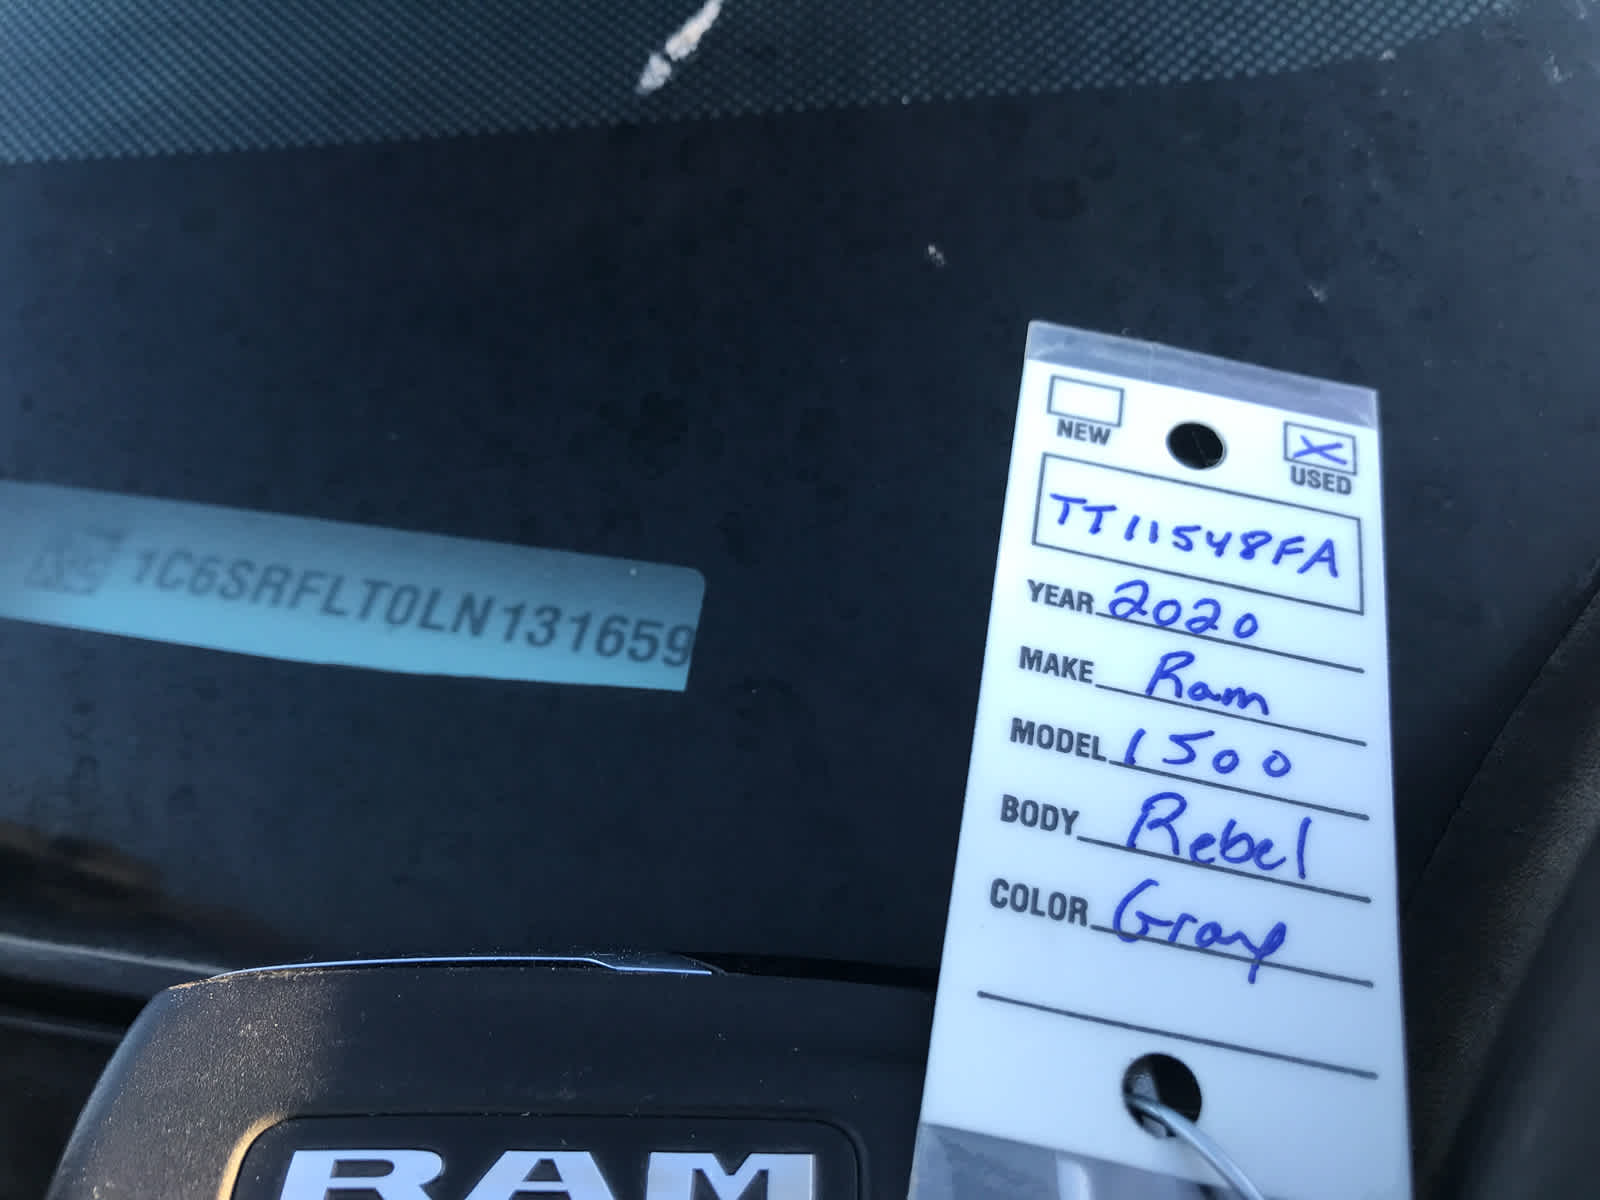 1C6SRFLT0LN131659
NEW
USED
TT11548FA
YEAR 2020
MAKE Ram
MODEL 1500
BODY Rebel
COLOR Gray
RAM